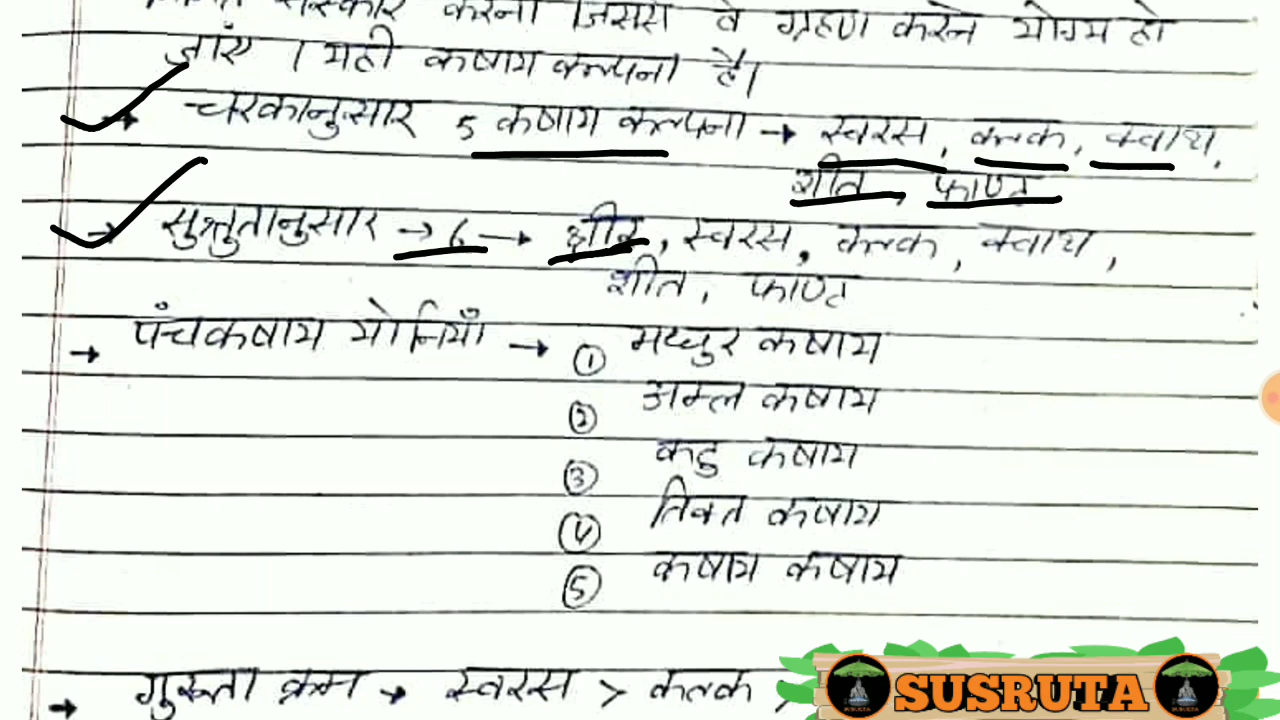 संस्कार करना जिससे वे ग्रहण करने योग्य हो
जाए । यही कषाय कल्पना है।
→ चरकानुसार 5 कषाय कल्पना → स्वरस, कल्क, क्वाथ,
शीत, फाण्ट
→ सुश्रुतानुसार → 6 → क्षीर, स्वरस, कल्क, क्वाथ,
शीत, फाण्ट
→ पंचकषाय योनियाँ → ① मधुर कषाय
② अम्ल कषाय
③ कटु कषाय
④ तिक्त कषाय
⑤ कषाय कषाय
→ गुरुता क्रम → स्वरस > कल्क >
SUSRUTA